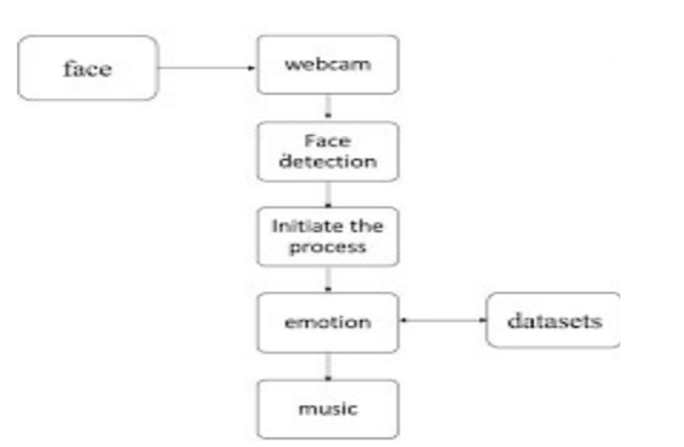 face
webcam
Face
detection
Initiate the
process
emotion
datasets
music